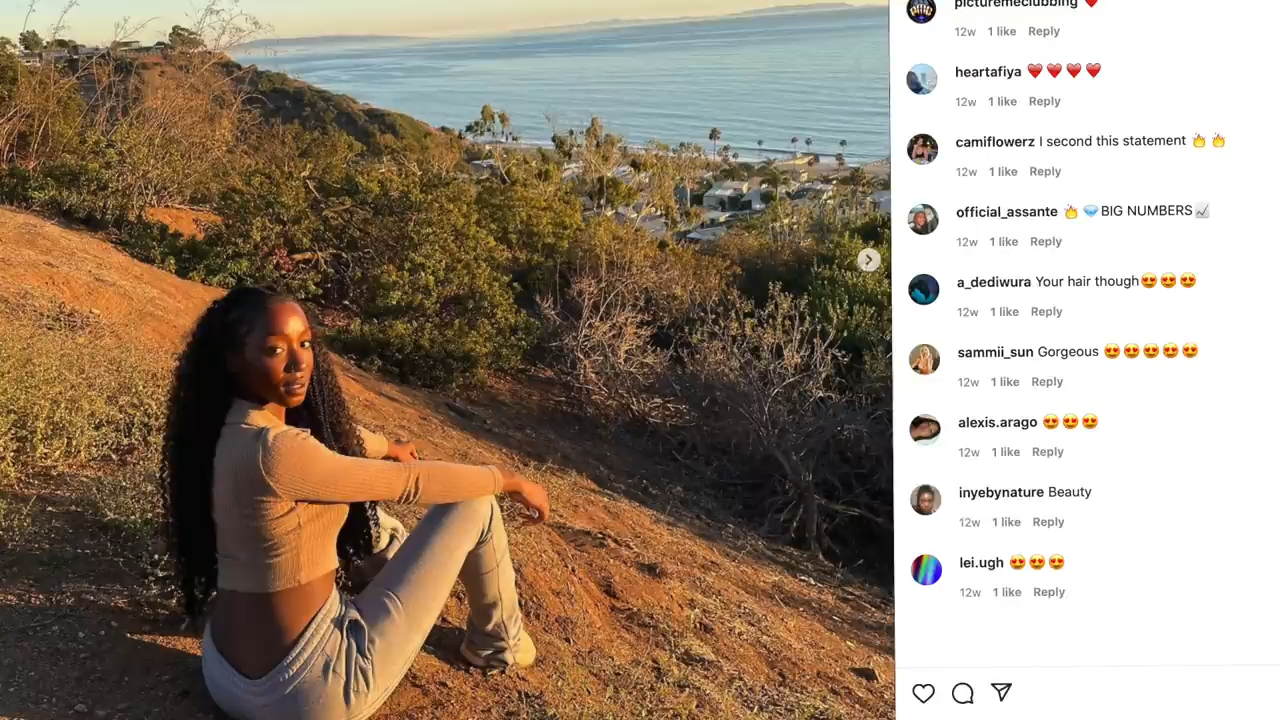 picturemeclubbing ❤️
12w 1 like Reply
heartafiya ❤️❤️❤️❤️
12w 1 like Reply
camiflowerz I second this statement 🔥🔥
12w 1 like Reply
official_assante 🔥💎BIG NUMBERS📈
12w 1 like Reply
a_dediwura Your hair though😍😍😍
12w 1 like Reply
sammii_sun Gorgeous 😍😍😍😍😍
12w 1 like Reply
alexis.arago 😍😍😍
12w 1 like Reply
inyebynature Beauty
12w 1 like Reply
lei.ugh 😍😍😍
12w 1 like Reply